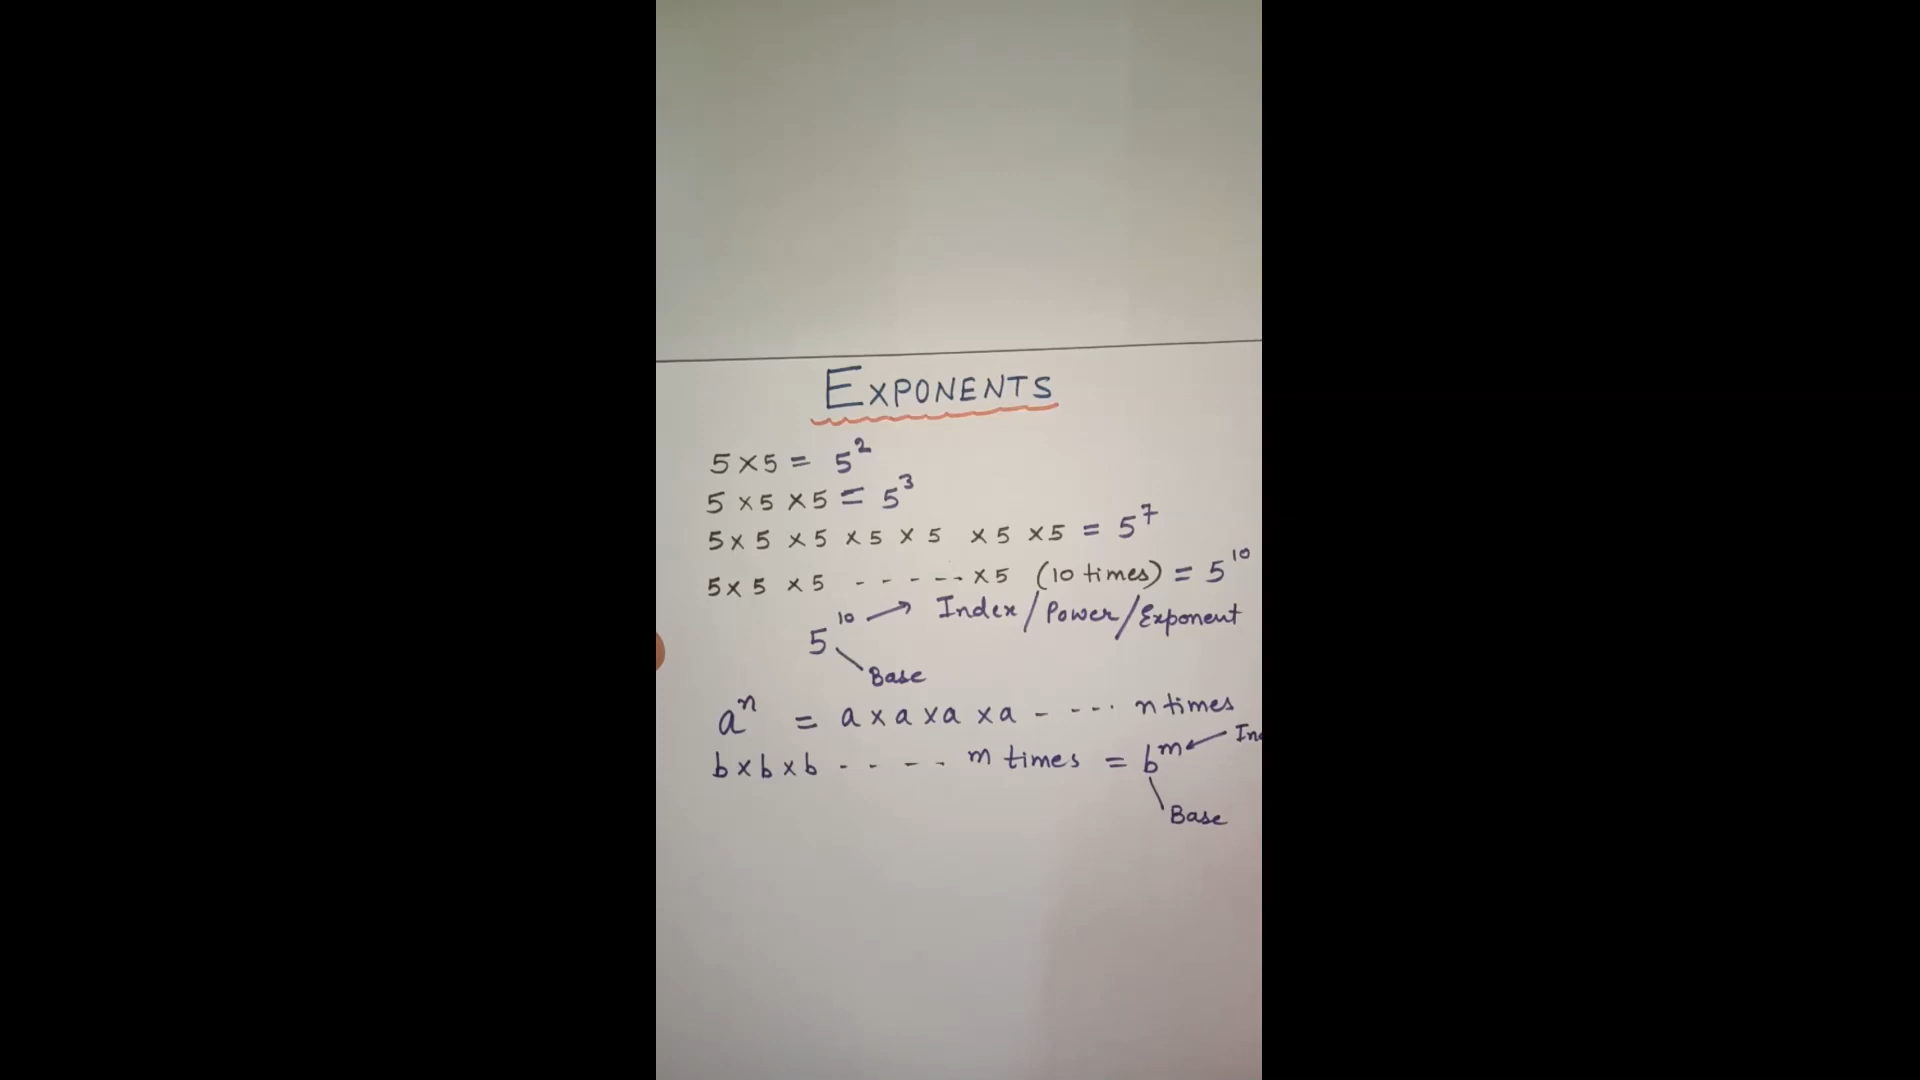 EXPONENTS
5 × 5 = 5²
5 × 5 × 5 = 5³
5 × 5 × 5 × 5 × 5 × 5 × 5 = 5⁷
5 × 5 × 5 - - - - - × 5 (10 times) = 5¹⁰
5¹⁰ → Index/Power/Exponent
Base
aⁿ = a × a × a × a - - - - · n times
b × b × b - - - - - m times = bᵐ ← In
Base